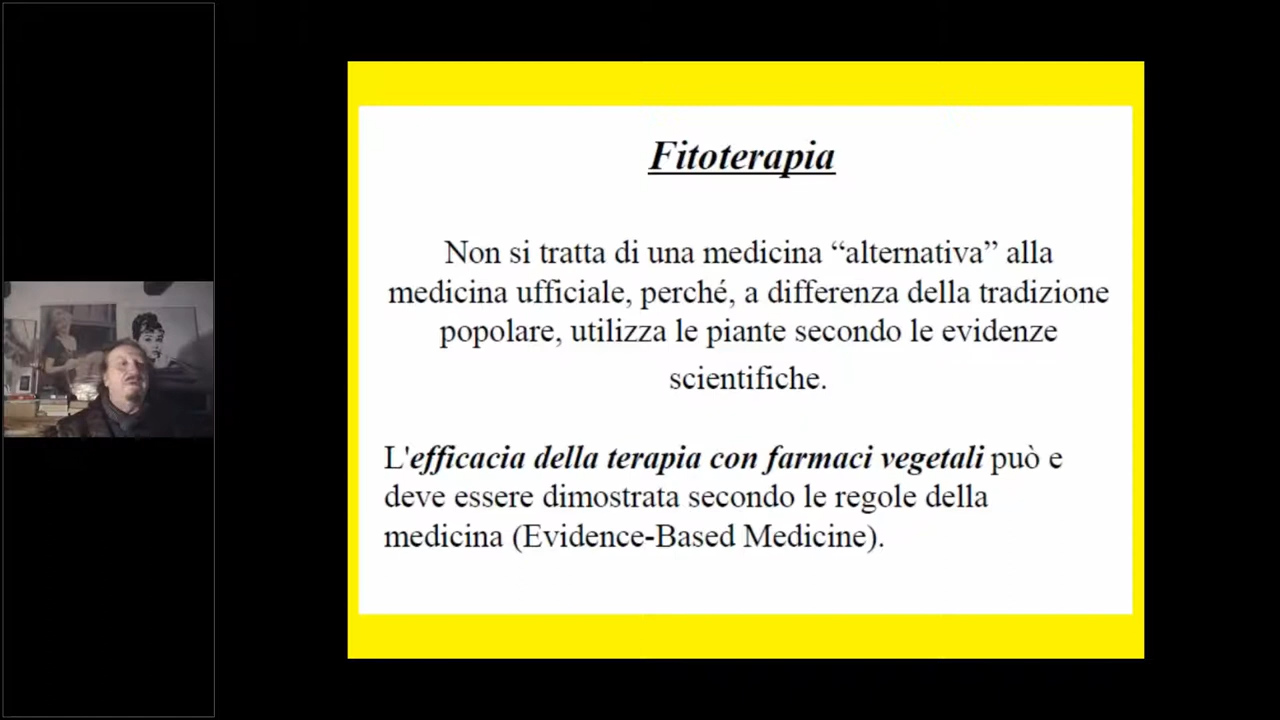 Fitoterapia
Non si tratta di una medicina “alternativa” alla
medicina ufficiale, perché, a differenza della tradizione
popolare, utilizza le piante secondo le evidenze
scientifiche.
L'efficacia della terapia con farmaci vegetali può e
deve essere dimostrata secondo le regole della
medicina (Evidence-Based Medicine).